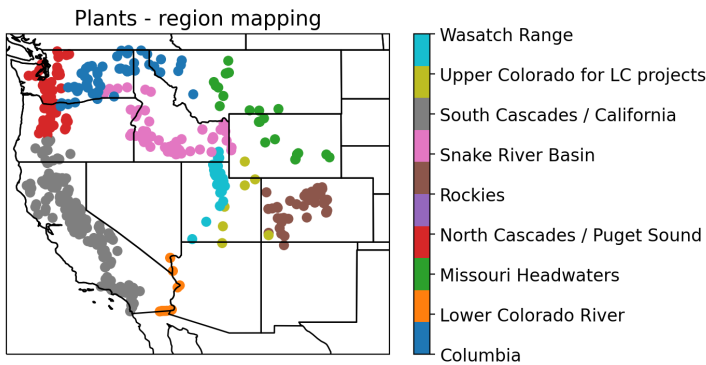 Plants - region mapping
Wasatch Range
Upper Colorado for LC projects
South Cascades / California
Snake River Basin
Rockies
North Cascades / Puget Sound
Missouri Headwaters
Lower Colorado River
Columbia